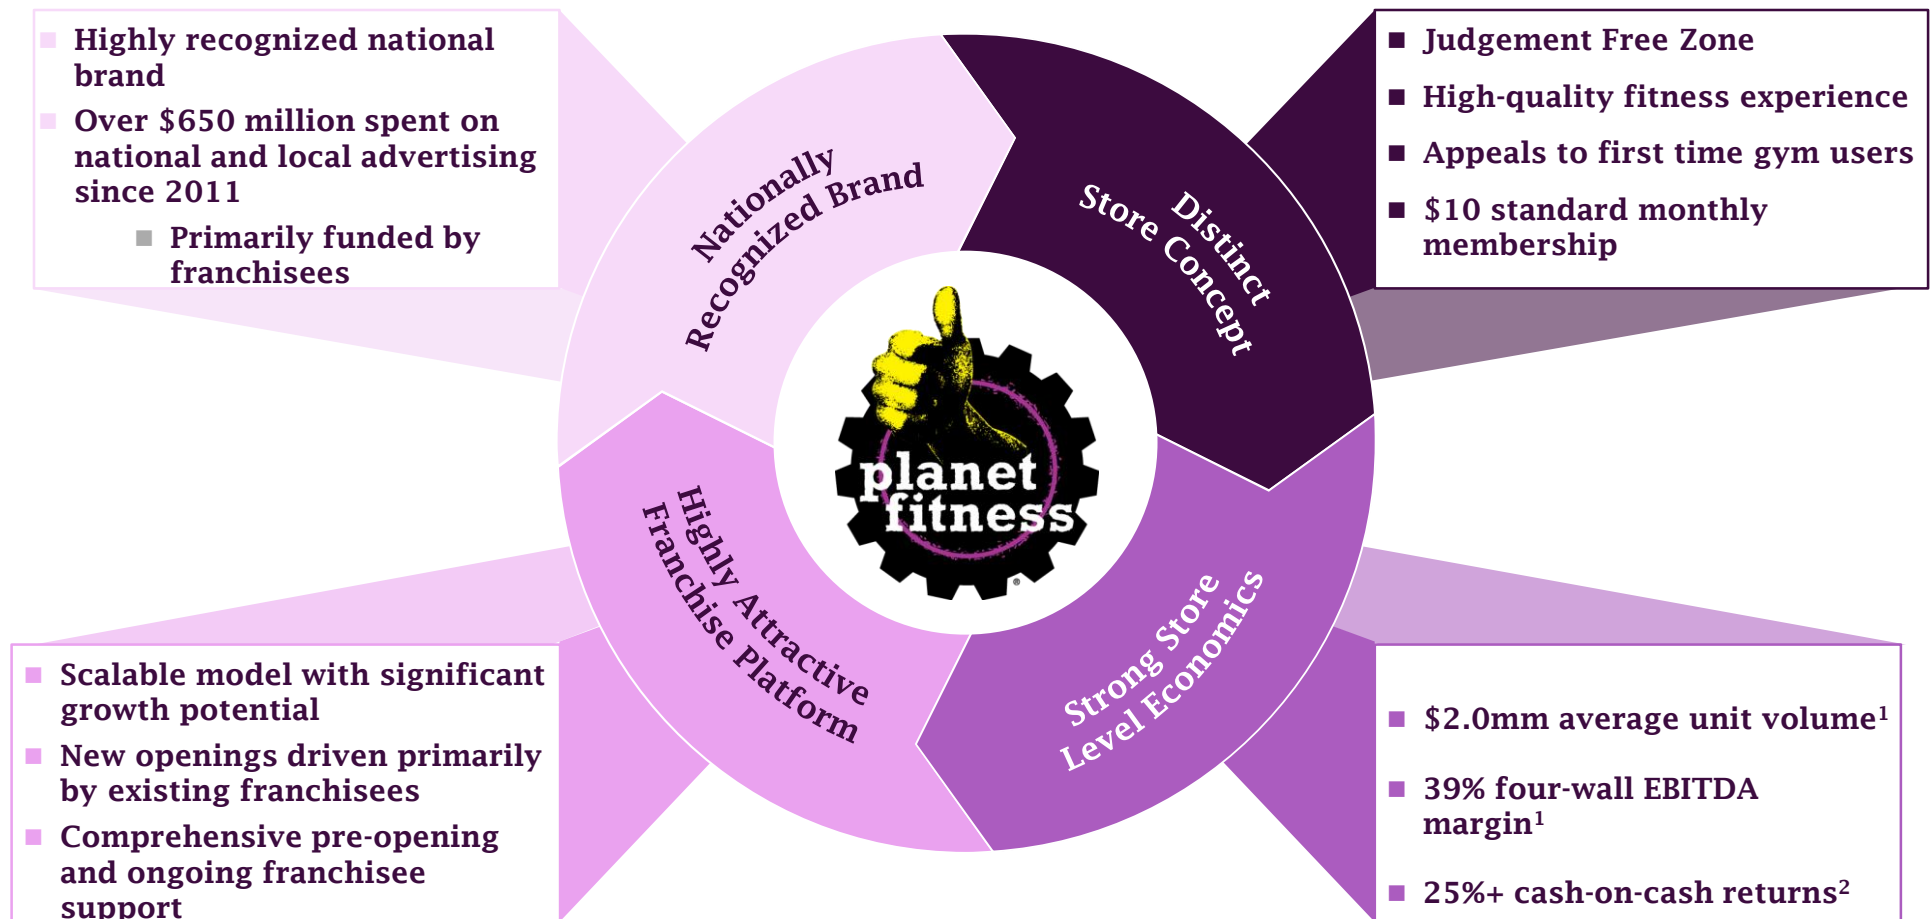 Highly recognized national
brand
Over $650 million spent on
national and local advertising
since 2011
Primarily funded by
franchisees
Judgement Free Zone
High-quality fitness experience
Appeals to first time gym users
$10 standard monthly
membership
Nationally
Recognized Brand
Distinct
Store Concept
planet
fitness
®
Highly Attractive
Franchise Platform
Strong Store
Level Economics
Scalable model with significant
growth potential
New openings driven primarily
by existing franchisees
Comprehensive pre-opening
and ongoing franchisee
support
$2.0mm average unit volume¹
39% four-wall EBITDA
margin¹
25%+ cash-on-cash returns²